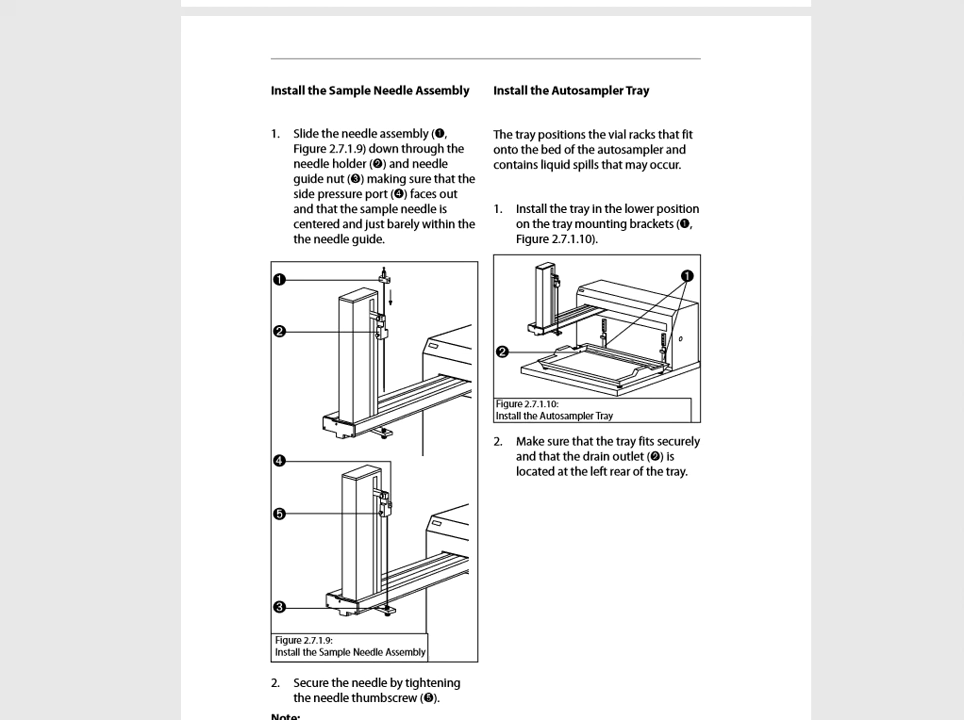 Install the Sample Needle Assembly
1. Slide the needle assembly (❶,
Figure 2.7.1.9) down through the
needle holder (❷) and needle
guide nut (❸) making sure that the
side pressure port (❹) faces out
and that the sample needle is
centered and just barely within the
the needle guide.
❶
❷
❹
❺
❸
Figure 2.7.1.9:
Install the Sample Needle Assembly
2. Secure the needle by tightening
the needle thumbscrew (❺).
Note:
Install the Autosampler Tray
The tray positions the vial racks that fit
onto the bed of the autosampler and
contains liquid spills that may occur.
1. Install the tray in the lower position
on the tray mounting brackets (❶,
Figure 2.7.1.10).
❶
❷
Figure 2.7.1.10:
Install the Autosampler Tray
2. Make sure that the tray fits securely
and that the drain outlet (❷) is
located at the left rear of the tray.